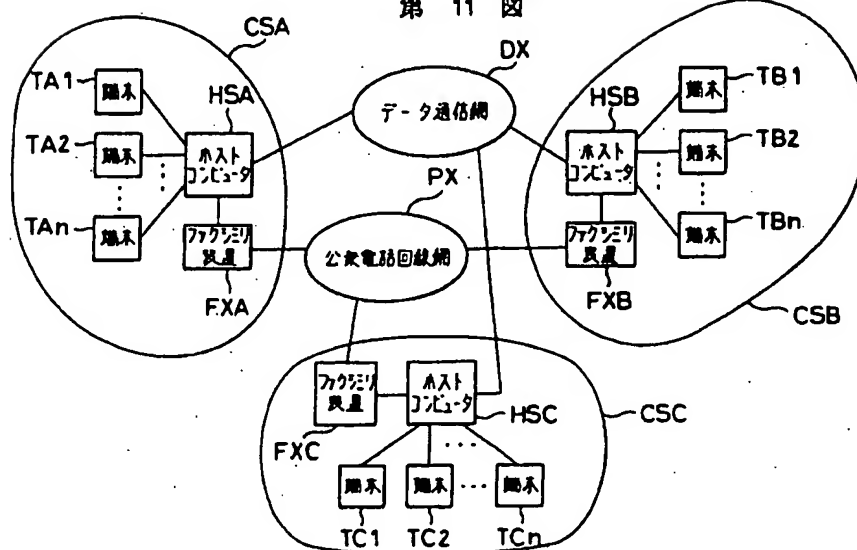 第 11 図
CSA
DX
TA1
端末
HSA
データ通信網
HSB
端末
TB1
TA2
端末
ホスト
コンピュータ
ホスト
コンピュータ
端末
TB2
PX
TAn
端末
ファクシミリ
装置
公衆電話回線網
ファクシミリ
装置
端末
TBn
FXA
FXB
CSB
ファクシミリ
装置
ホスト
コンピュータ
HSC
CSC
FXC
端末
端末
端末
TC1
TC2
TCn